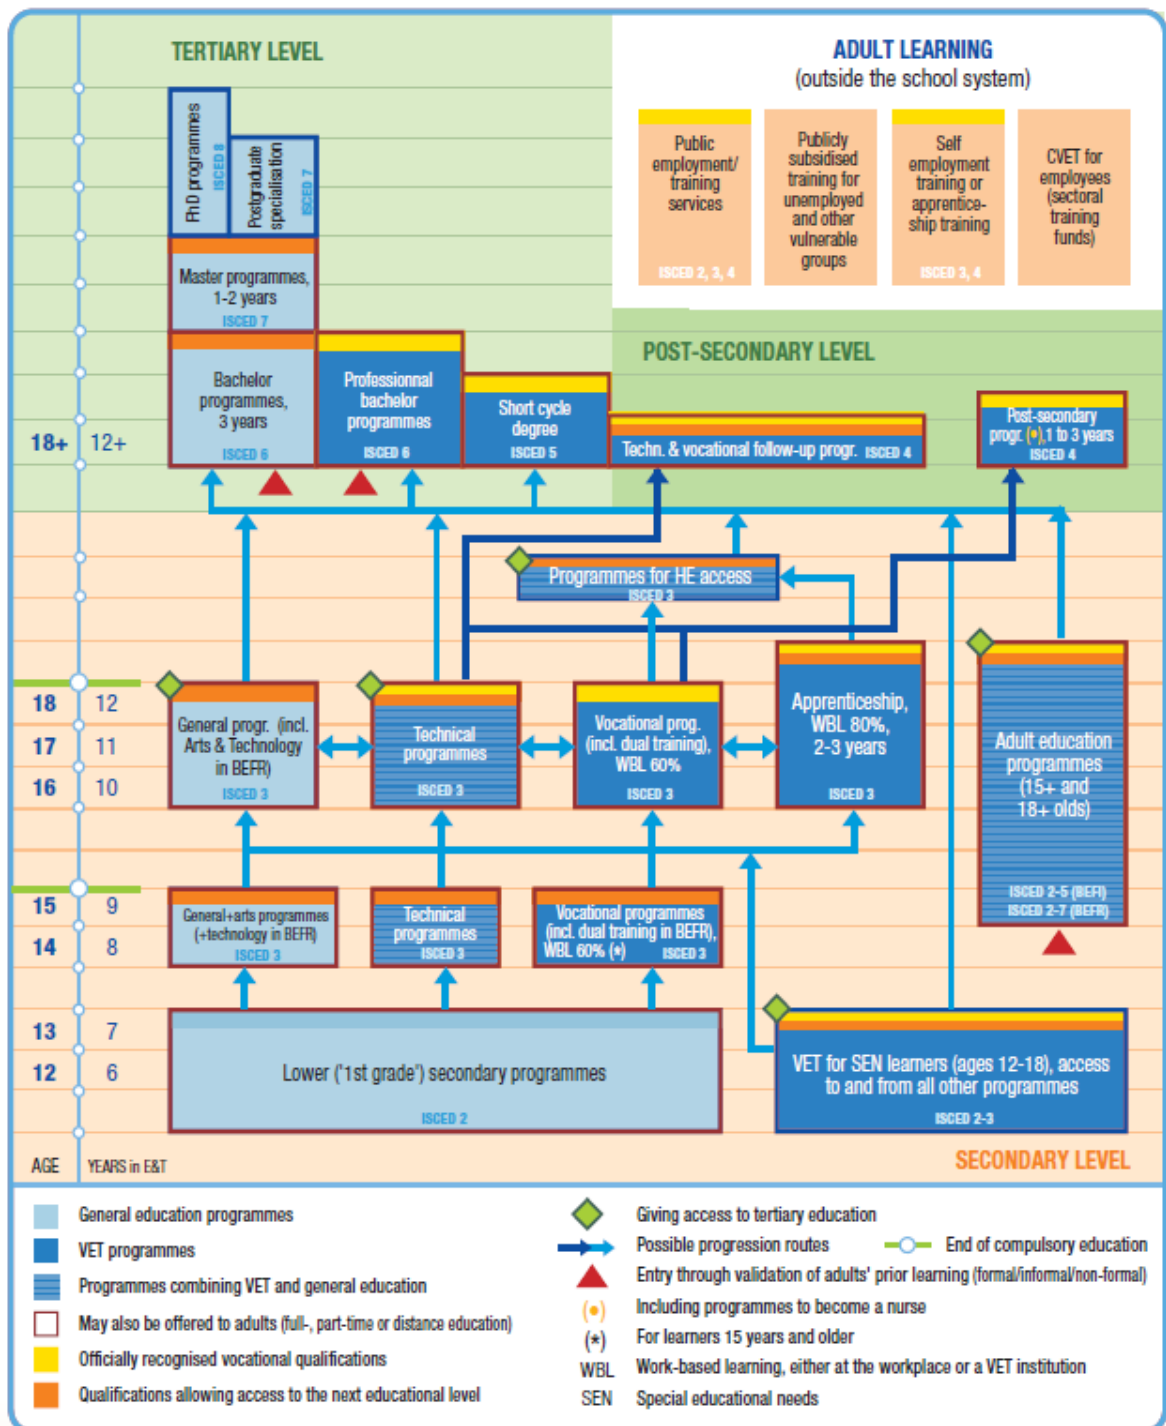 TERTIARY LEVEL
ADULT LEARNING
(outside the school system)
PhD programmes
ISCED 8
Postgraduate
specialisation
ISCED 7
Public
employment/
training
services
ISCED 2, 3, 4
Publicly
subsidised
training for
unemployed
and other
vulnerable
groups
Self
employment
training or
apprentice-
ship training
ISCED 3, 4
CVET for
employees
(sectoral
training
funds)
Master programmes,
1-2 years
ISCED 7
POST-SECONDARY LEVEL
Bachelor
programmes,
3 years
ISCED 6
Professionnal
bachelor
programmes
ISCED 6
Short cycle
degree
ISCED 5
Techn. & vocational follow-up progr. ISCED 4
Post-secondary
progr. (•),1 to 3 years
ISCED 4
18+ 12+
Programmes for HE access
ISCED 3
18 12
17 11
16 10
General progr. (incl.
Arts & Technology
in BEFR)
ISCED 3
Technical
programmes
ISCED 3
Vocational prog.
(incl. dual training),
WBL 60%
ISCED 3
Apprenticeship,
WBL 80%,
2-3 years
ISCED 3
Adult education
programmes
(15+ and
18+ olds)
ISCED 2-5 (BEFI)
ISCED 2-7 (BEFR)
15 9
14 8
General+arts programmes
(+technology in BEFR)
ISCED 3
Technical
programmes
ISCED 3
Vocational programmes
(incl. dual training in BEFR),
WBL 60% (*) ISCED 3
13 7
12 6
Lower ('1st grade') secondary programmes
ISCED 2
VET for SEN learners (ages 12-18), access
to and from all other programmes
ISCED 2-3
AGE YEARS in E&T
SECONDARY LEVEL
General education programmes
VET programmes
Programmes combining VET and general education
May also be offered to adults (full-, part-time or distance education)
Officially recognised vocational qualifications
Qualifications allowing access to the next educational level
Giving access to tertiary education
Possible progression routes
End of compulsory education
Entry through validation of adults' prior learning (formal/informal/non-formal)
(•) Including programmes to become a nurse
(*) For learners 15 years and older
WBL Work-based learning, either at the workplace or a VET institution
SEN Special educational needs